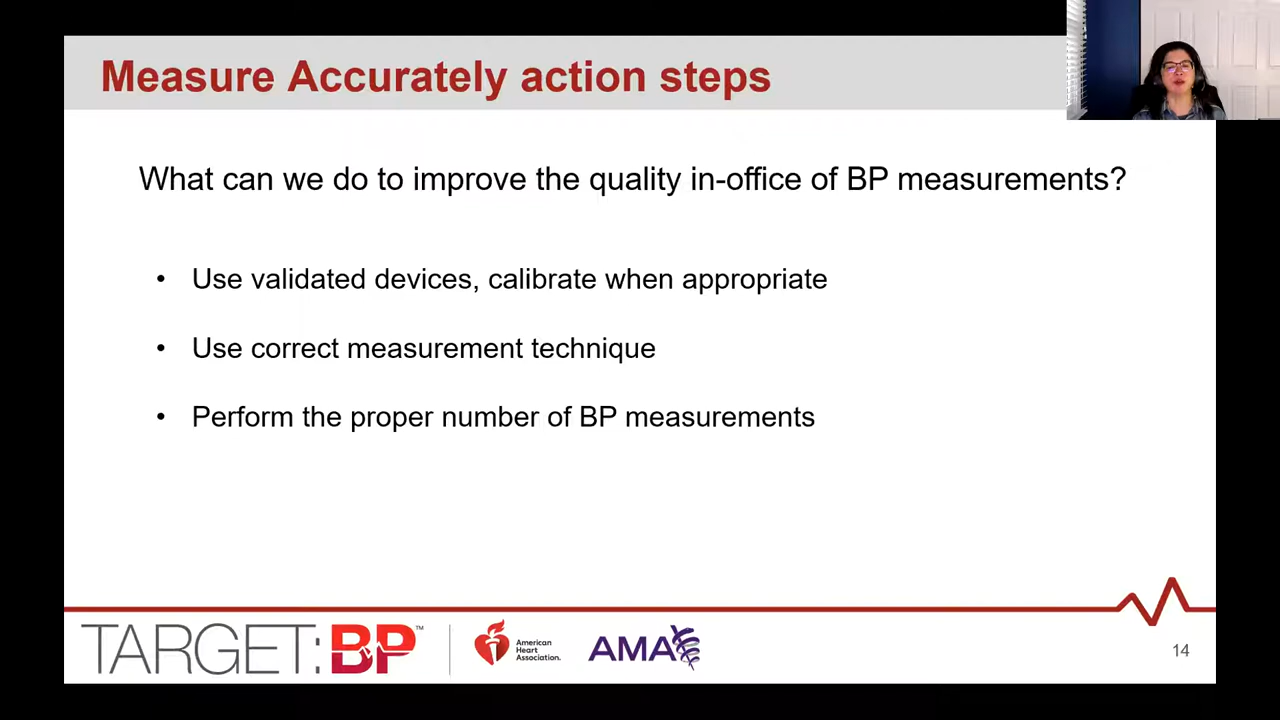 Measure Accurately action steps
What can we do to improve the quality in-office of BP measurements?
• Use validated devices, calibrate when appropriate
• Use correct measurement technique
• Perform the proper number of BP measurements
TARGET:BP™
American
Heart
Association.
AMA
14